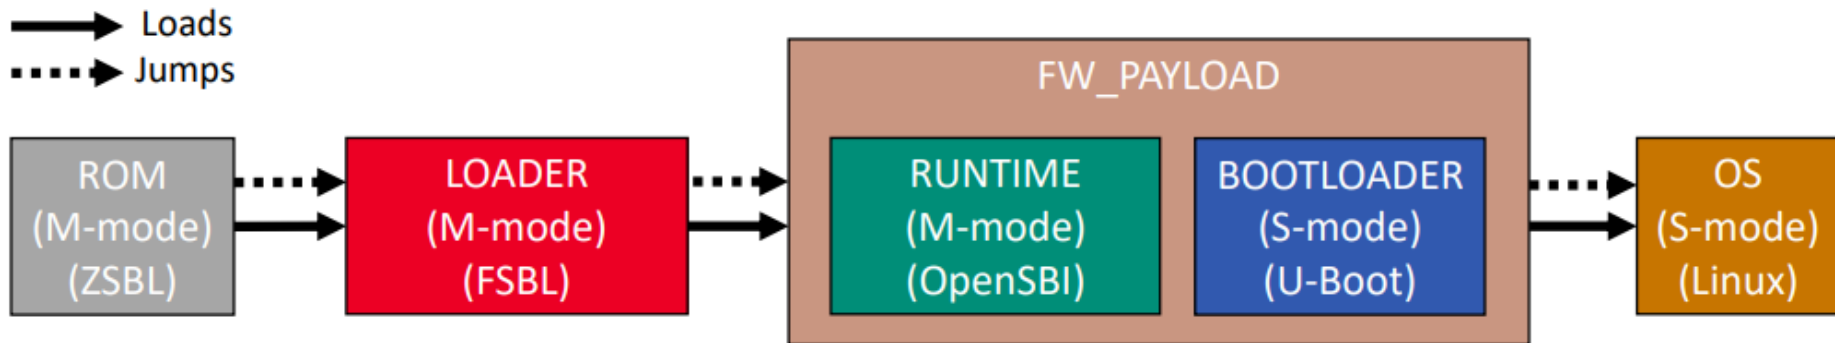 Loads
Jumps
FW_PAYLOAD
ROM
(M-mode)
(ZSBL)
LOADER
(M-mode)
(FSBL)
RUNTIME
(M-mode)
(OpenSBI)
BOOTLOADER
(S-mode)
(U-Boot)
OS
(S-mode)
(Linux)